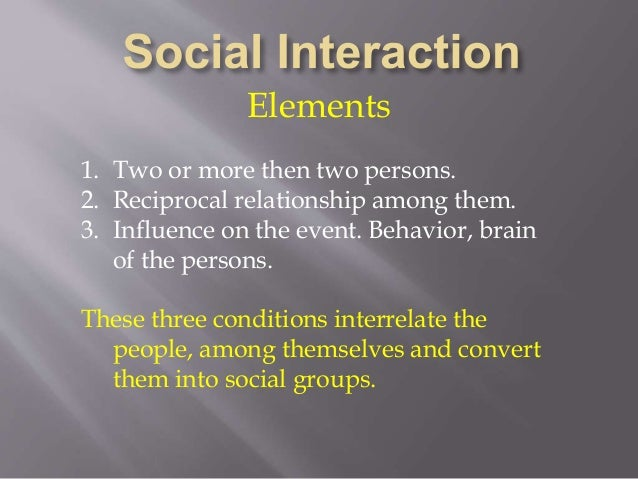 Social Interaction
Elements
1. Two or more then two persons.
2. Reciprocal relationship among them.
3. Influence on the event. Behavior, brain
of the persons.
These three conditions interrelate the
people, among themselves and convert
them into social groups.